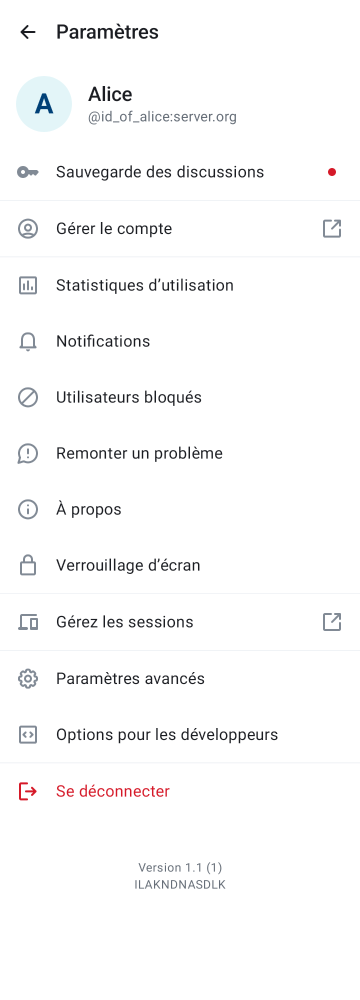 Paramètres
A
Alice
@id_of_alice:server.org
Sauvegarde des discussions
Gérer le compte
Statistiques d’utilisation
Notifications
Utilisateurs bloqués
Remonter un problème
À propos
Verrouillage d’écran
Gérez les sessions
Paramètres avancés
Options pour les développeurs
Se déconnecter
Version 1.1 (1)
ILAKNDNASDLK